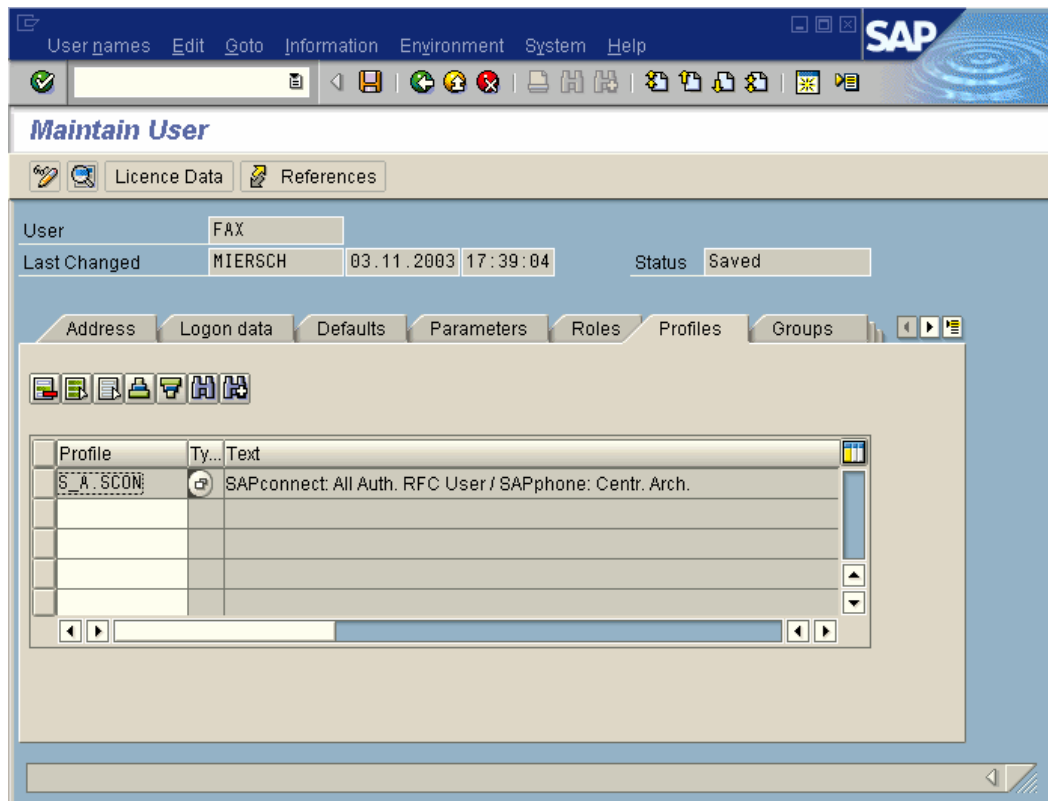 User names Edit Goto Information Environment System Help
SAP
Maintain User
Licence Data References
User FAX
Last Changed MIERSCH 03.11.2003 17:39:04 Status Saved
Address Logon data Defaults Parameters Roles Profiles Groups
Profile Ty... Text
S_A.SCON SAPconnect: All Auth. RFC User / SAPphone: Centr. Arch.